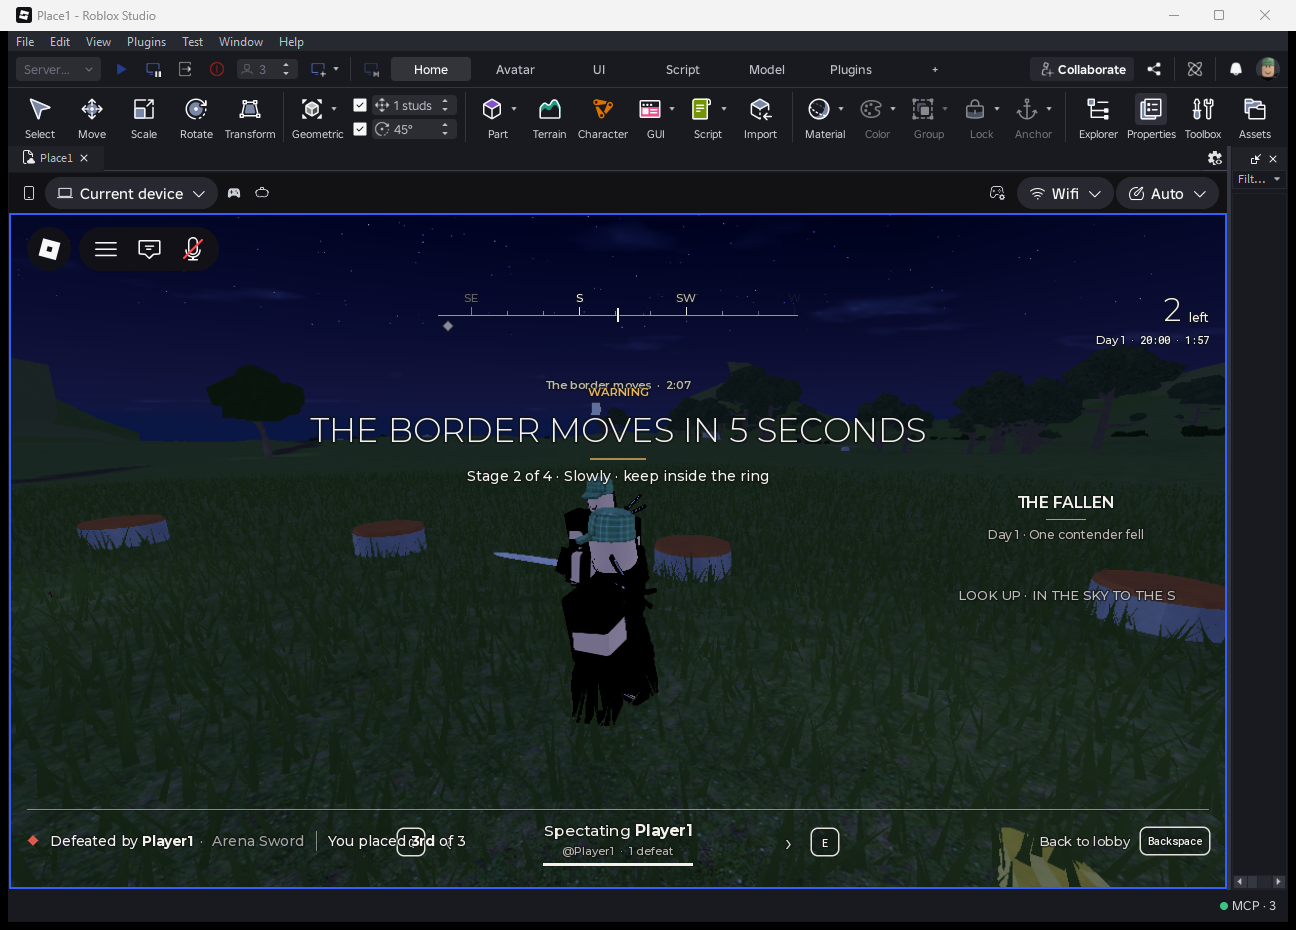 Place1 - Roblox Studio
File Edit View Plugins Test Window Help
Server... 3 Home Avatar UI Script Model Plugins + Collaborate
1 studs
45°
Select Move Scale Rotate Transform Geometric Part Terrain Character GUI Script Import Material Color Group Lock Anchor Explorer Properties Toolbox Assets
Place1
Filt...
Current device Wifi Auto
SE S SW W
2 left
Day 1 · 20:00 · 1:57
The border moves · 2:07
WARNING
THE BORDER MOVES IN 5 SECONDS
Stage 2 of 4 · Slowly · keep inside the ring
THE FALLEN
Day 1 · One contender fell
LOOK UP · IN THE SKY TO THE S
Defeated by Player1 · Arena Sword You placed 3rd of 3
Spectating Player1
@Player1 · 1 defeat
› E
Back to lobby Backspace
MCP · 3